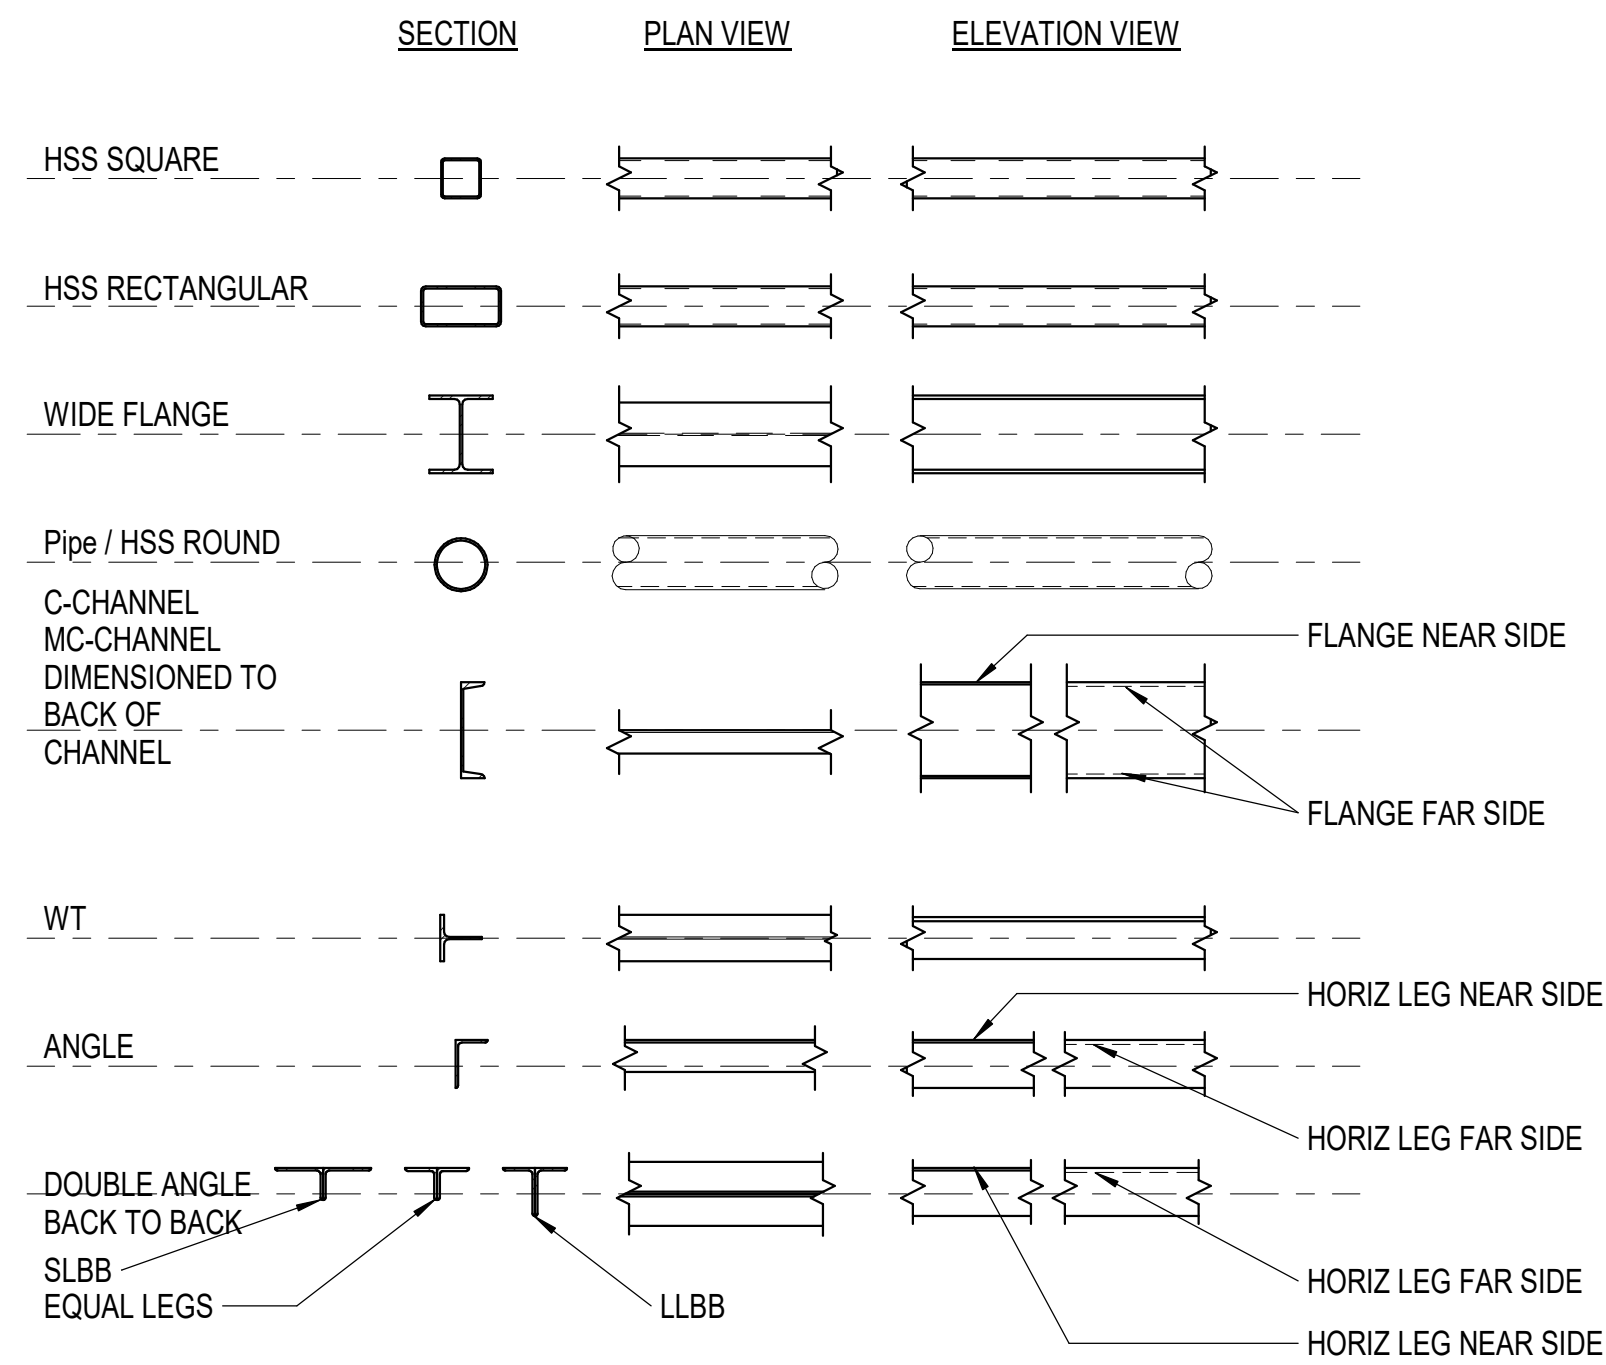 SECTION
PLAN VIEW
ELEVATION VIEW
HSS SQUARE
HSS RECTANGULAR
WIDE FLANGE
Pipe / HSS ROUND
C-CHANNEL
MC-CHANNEL
DIMENSIONED TO
BACK OF
CHANNEL
FLANGE NEAR SIDE
FLANGE FAR SIDE
WT
HORIZ LEG NEAR SIDE
ANGLE
HORIZ LEG FAR SIDE
DOUBLE ANGLE
BACK TO BACK
SLBB
EQUAL LEGS
LLBB
HORIZ LEG FAR SIDE
HORIZ LEG NEAR SIDE